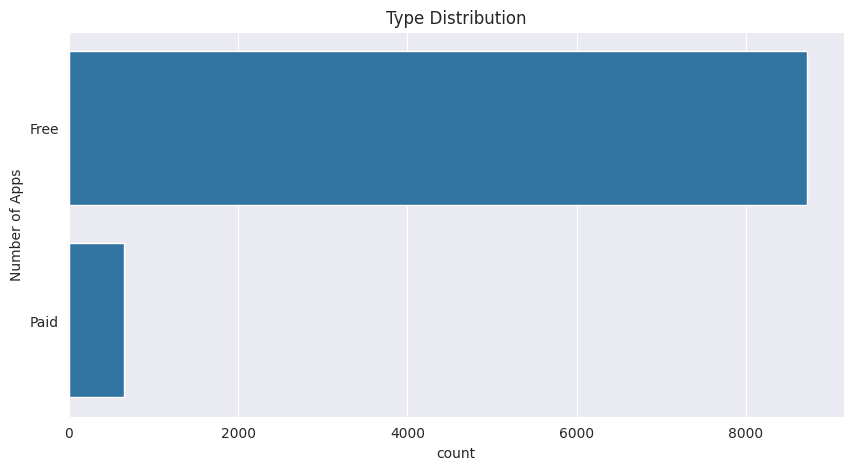 Type Distribution
Number of Apps
Free
Paid
0 2000 4000 6000 8000
count